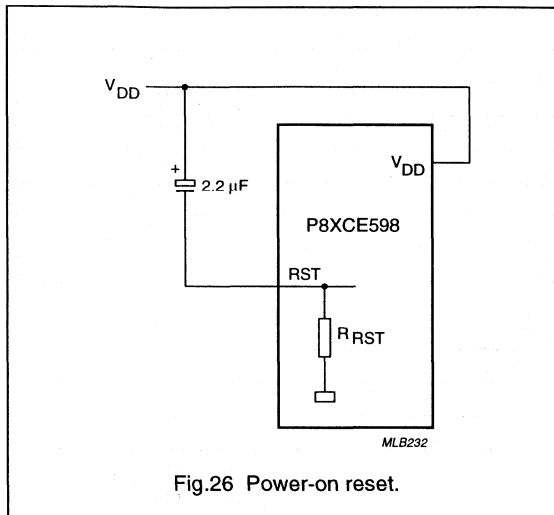 V_DD
+
2.2 µF
V_DD
P8XCE598
RST
R_RST
MLB232
Fig.26 Power-on reset.